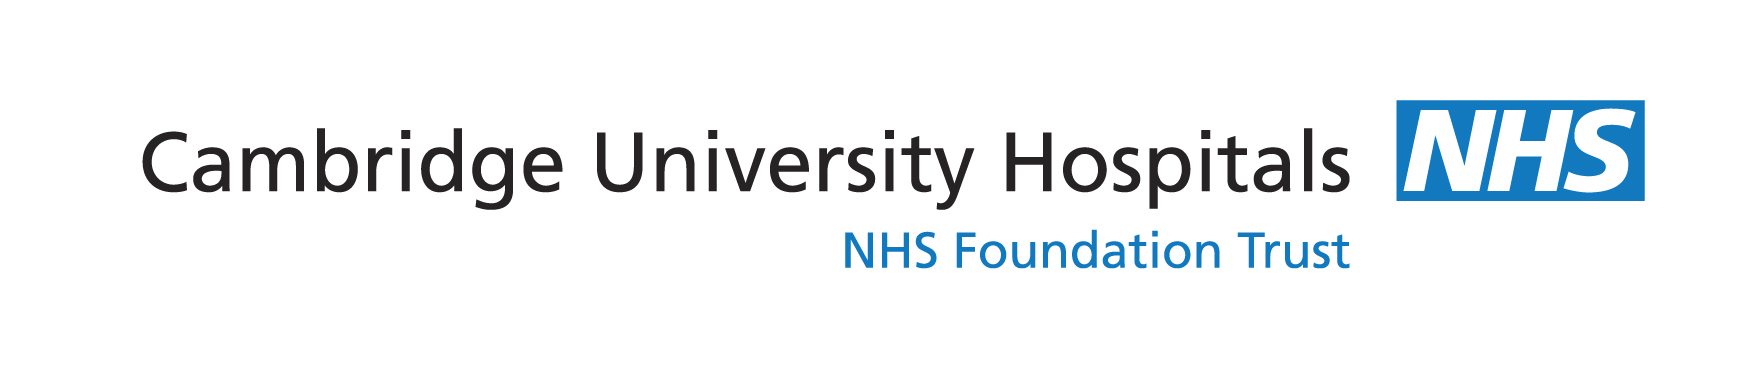 Cambridge University Hospitals NHS
NHS Foundation Trust